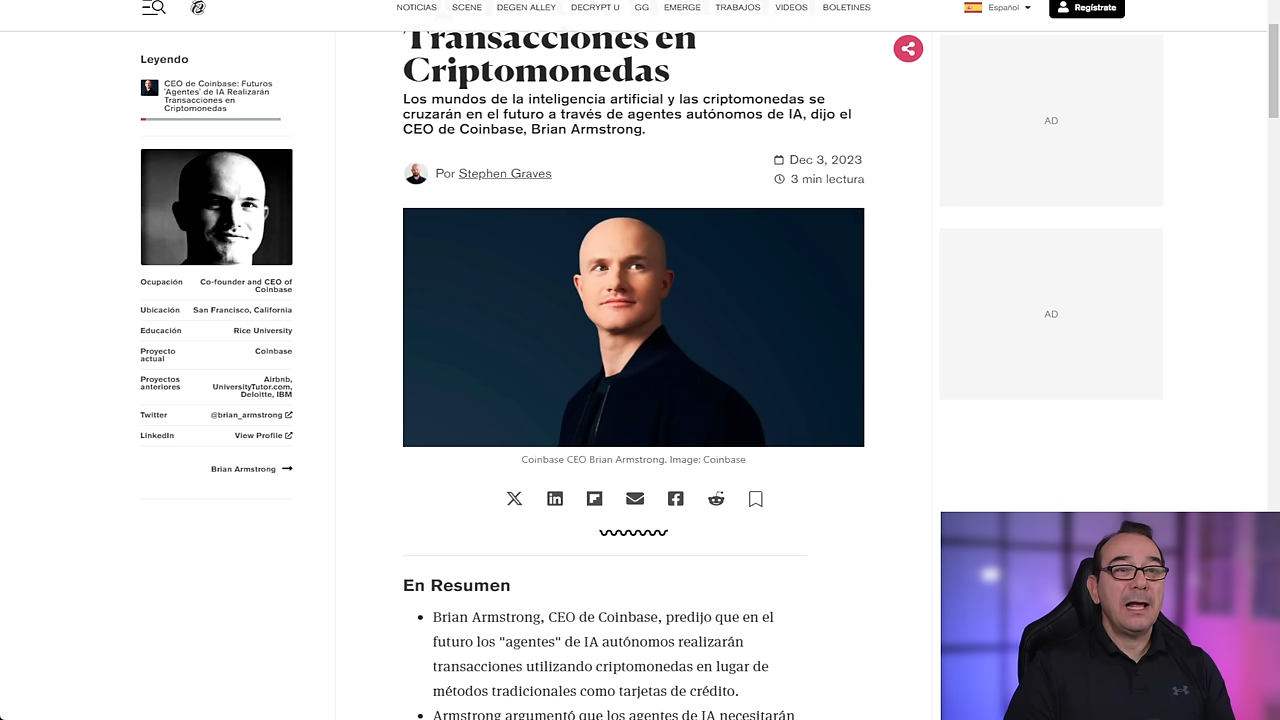 NOTICIAS SCENE DEGEN ALLEY DECRYPT U GG EMERGE TRABAJOS VIDEOS BOLETINES
Español
Regístrate
Leyendo
CEO de Coinbase: Futuros
'Agentes' de IA Realizarán
Transacciones en
Criptomonedas
Ocupación Co-founder and CEO of
Coinbase
Ubicación San Francisco, California
Educación Rice University
Proyecto
actual Coinbase
Proyectos
anteriores Airbnb,
UniversityTutor.com,
Deloitte, IBM
Twitter @brian_armstrong
LinkedIn View Profile
Brian Armstrong
Transacciones en
Criptomonedas
Los mundos de la inteligencia artificial y las criptomonedas se
cruzarán en el futuro a través de agentes autónomos de IA, dijo el
CEO de Coinbase, Brian Armstrong.
Por Stephen Graves
Dec 3, 2023
3 min lectura
Coinbase CEO Brian Armstrong. Image: Coinbase
En Resumen
Brian Armstrong, CEO de Coinbase, predijo que en el
futuro los "agentes" de IA autónomos realizarán
transacciones utilizando criptomonedas en lugar de
métodos tradicionales como tarjetas de crédito.
Armstrong argumentó que los agentes de IA necesitarán
AD
AD